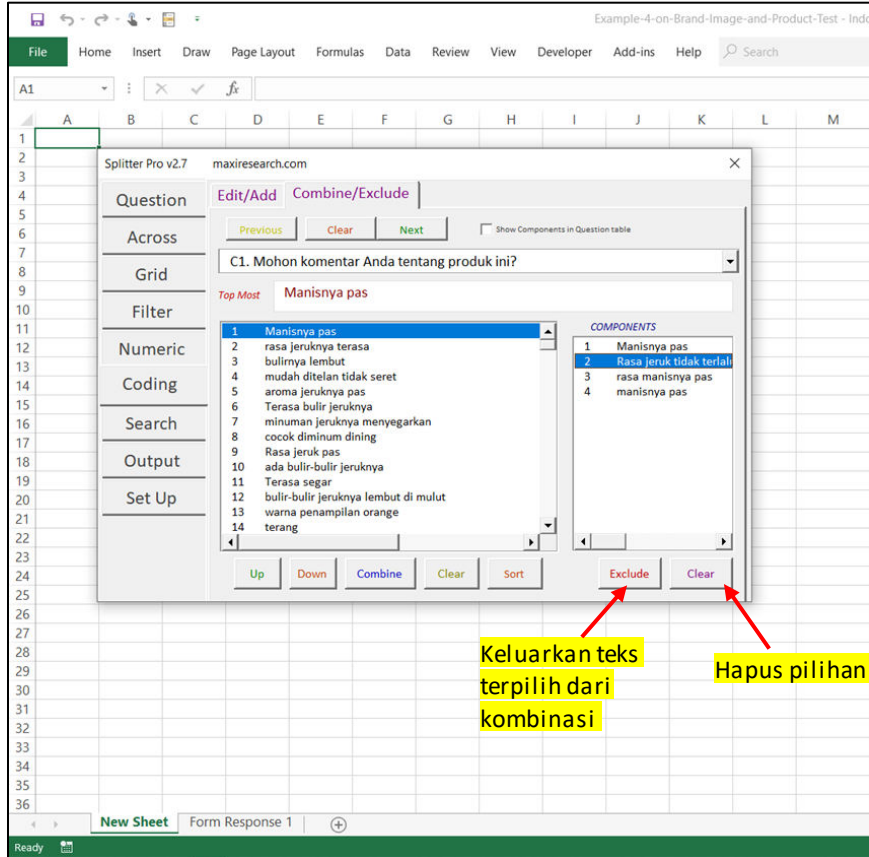 Example-4-on-Brand-Image-and-Product-Test - Indo
File Home Insert Draw Page Layout Formulas Data Review View Developer Add-ins Help Search
A1 fx
A B C D E F G H I J K L M
1
2
3
4
5
6
7
8
9
10
11
12
13
14
15
16
17
18
19
20
21
22
23
24
25
26
27
28
29
30
31
32
33
34
35
36
Splitter Pro v2.7 maxiresearch.com
Question
Across
Grid
Filter
Numeric
Coding
Search
Output
Set Up
Edit/Add Combine/Exclude
Previous Clear Next Show Components in Question table
C1. Mohon komentar Anda tentang produk ini?
Top Most Manisnya pas
1 Manisnya pas
2 rasa jeruknya terasa
3 bulirnya lembut
4 mudah ditelan tidak seret
5 aroma jeruknya pas
6 Terasa bulir jeruknya
7 minuman jeruknya menyegarkan
8 cocok diminum dining
9 Rasa jeruk pas
10 ada bulir-bulir jeruknya
11 Terasa segar
12 bulir-bulir jeruknya lembut di mulut
13 warna penampilan orange
14 terang
COMPONENTS
1 Manisnya pas
2 Rasa jeruk tidak terlalu
3 rasa manisnya pas
4 manisnya pas
Up Down Combine Clear Sort Exclude Clear
Keluarkan teks
terpilih dari
kombinasi
Hapus pilihan
New Sheet Form Response 1
Ready